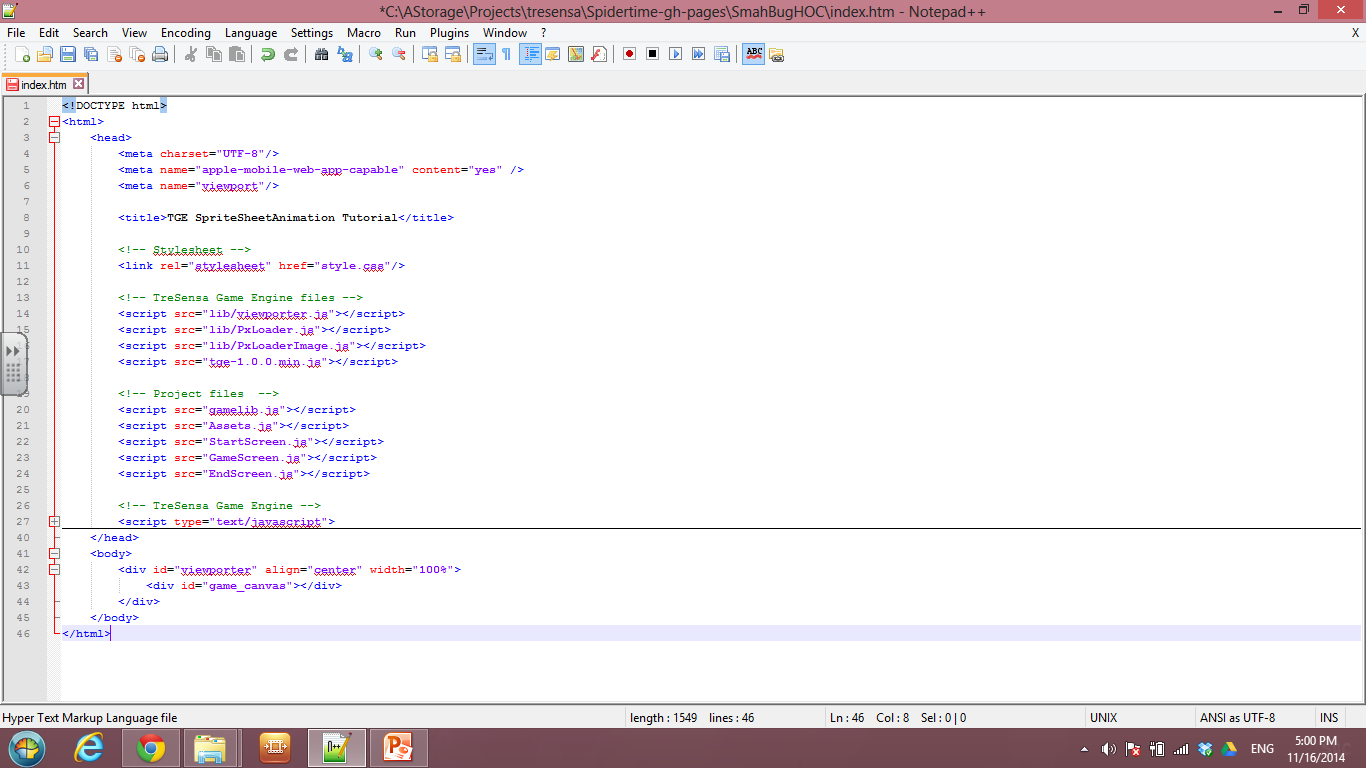 *C:\AStorage\Projects\tresensa\Spidertime-gh-pages\SmahBugHOC\index.htm - Notepad++
File Edit Search View Encoding Language Settings Macro Run Plugins Window ? X
ABC
index.htm
1 <!DOCTYPE html>
2 <html>
3 <head>
4 <meta charset="UTF-8"/>
5 <meta name="apple-mobile-web-app-capable" content="yes" />
6 <meta name="viewport"/>
7
8 <title>TGE SpriteSheetAnimation Tutorial</title>
9
10 <!-- Stylesheet -->
11 <link rel="stylesheet" href="style.css"/>
12
13 <!-- TreSensa Game Engine files -->
14 <script src="lib/viewporter.js"></script>
15 <script src="lib/PxLoader.js"></script>
<script src="lib/PxLoaderImage.js"></script>
<script src="tge-1.0.0.min.js"></script>
<!-- Project files  -->
20 <script src="gamelib.js"></script>
21 <script src="Assets.js"></script>
22 <script src="StartScreen.js"></script>
23 <script src="GameScreen.js"></script>
24 <script src="EndScreen.js"></script>
25
26 <!-- TreSensa Game Engine -->
27 <script type="text/javascript">
40 </head>
41 <body>
42 <div id="viewporter" align="center" width="100%">
43 <div id="game_canvas"></div>
44 </div>
45 </body>
46 </html>
Hyper Text Markup Language file length : 1549 lines : 46 Ln : 46 Col : 8 Sel : 0 | 0 UNIX ANSI as UTF-8 INS
ENG 5:00 PM
11/16/2014